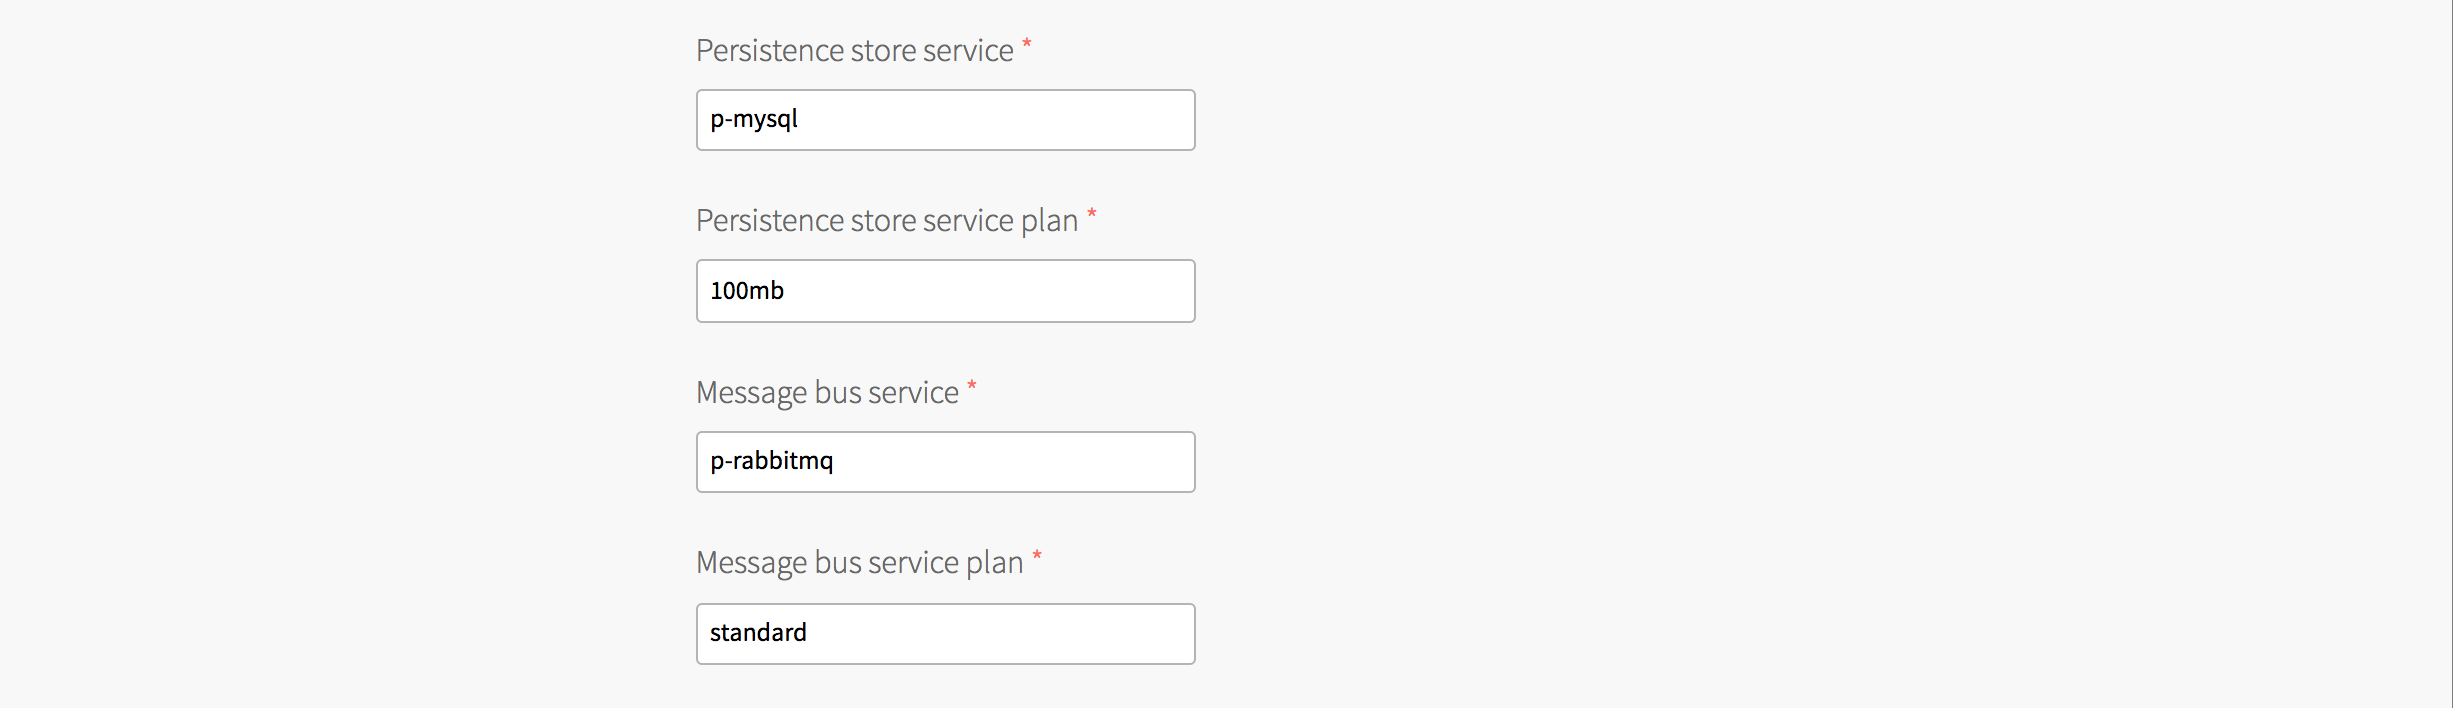 Persistence store service *
p-mysql
Persistence store service plan *
100mb
Message bus service *
p-rabbitmq
Message bus service plan *
standard